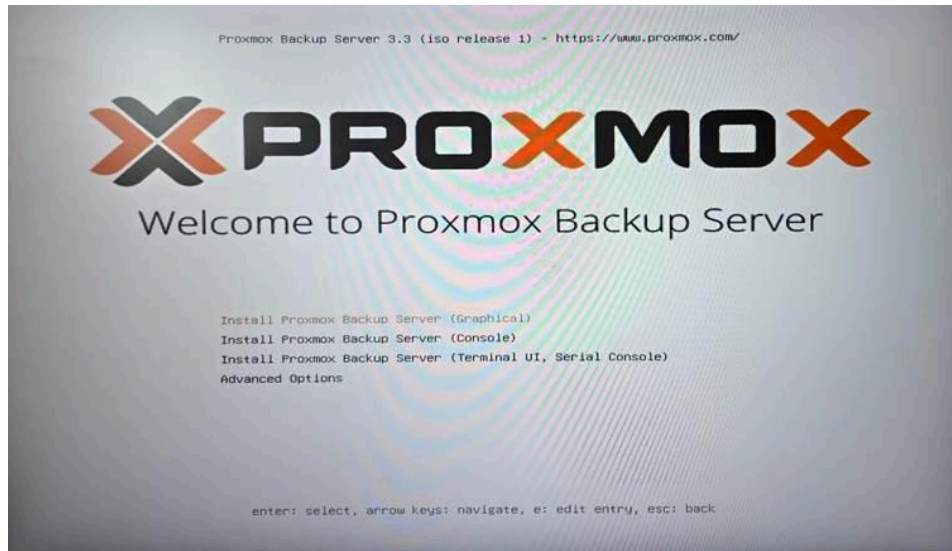 Proxmox Backup Server 3.3 (iso release 1) - https://www.proxmox.com/
PROXMOX
Welcome to Proxmox Backup Server
Install Proxmox Backup Server (Graphical)
Install Proxmox Backup Server (Console)
Install Proxmox Backup Server (Terminal UI, Serial Console)
Advanced Options
enter: select, arrow keys: navigate, e: edit entry, esc: back